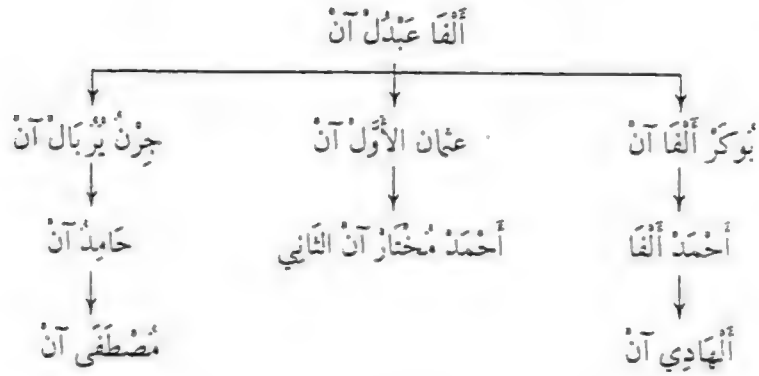 أَلْفَا عَبْدُلْ آنْ
بُوكَرْ أَلْفَا آنْ عثمان الأَوَّلْ آنْ جِرْنُ يُرْبَالْ آنْ
أَحْمَدْ أَلْفَا أَحْمَدْ مُخْتَارْ آنْ الثَانِي حَامِدْ آنْ
أَلْهَادِي آنْ مُصْطَفَى آنْ